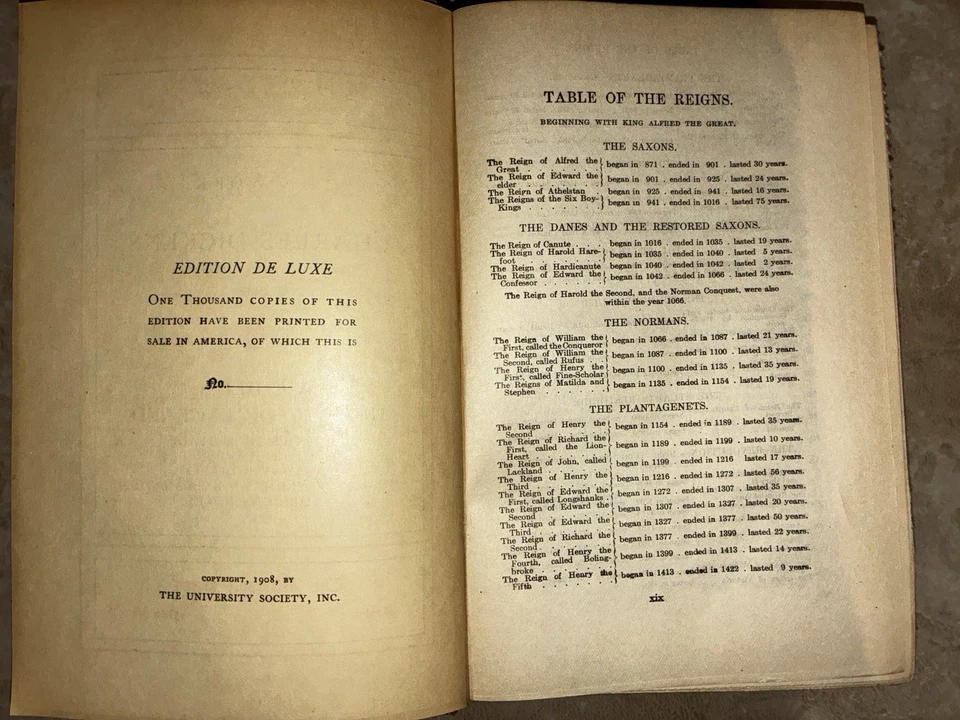 EDITION DE LUXE
ONE THOUSAND COPIES OF THIS
EDITION HAVE BEEN PRINTED FOR
SALE IN AMERICA, OF WHICH THIS IS
No.
COPYRIGHT, 1908, BY
THE UNIVERSITY SOCIETY, INC.
TABLE OF THE REIGNS.
BEGINNING WITH KING ALFRED THE GREAT.
THE SAXONS.
The Reign of Alfred the Great . . . . . . . } began in 871 . ended in 901 . lasted 30 years.
The Reign of Edward the elder . . . . . . . } began in 901 . ended in 925 . lasted 24 years.
The Reign of Athelstan . began in 925 . ended in 941 . lasted 16 years.
The Reigns of the Six Boy-Kings . . . . . . . } began in 941 . ended in 1016 . lasted 75 years.
THE DANES AND THE RESTORED SAXONS.
The Reign of Canute . . . began in 1016 . ended in 1035 . lasted 19 years.
The Reign of Harold Harefoot . . . . . . . } began in 1035 . ended in 1040 . lasted 5 years.
The Reign of Hardicanute began in 1040 . ended in 1042 . lasted 2 years.
The Reign of Edward the Confessor . . . . . } began in 1042 . ended in 1066 . lasted 24 years.
The Reign of Harold the Second, and the Norman Conquest, were also
within the year 1066.
THE NORMANS.
The Reign of William the First, called the Conqueror } began in 1066 . ended in 1087 . lasted 21 years.
The Reign of William the Second, called Rufus . . } began in 1087 . ended in 1100 . lasted 13 years.
The Reign of Henry the First, called Fine-Scholar } began in 1100 . ended in 1135 . lasted 35 years.
The Reigns of Matilda and Stephen . . . . . . } began in 1135 . ended in 1154 . lasted 19 years.
THE PLANTAGENETS.
The Reign of Henry the Second . . . . . . } began in 1154 . ended in 1189 . lasted 35 years.
The Reign of Richard the First, called the Lion-Heart . . . . . . } began in 1189 . ended in 1199 . lasted 10 years.
The Reign of John, called Lackland . . . . . } began in 1199 . ended in 1216 lasted 17 years.
The Reign of Henry the Third . . . . . . } began in 1216 . ended in 1272 . lasted 56 years.
The Reign of Edward the First, called Longshanks . } began in 1272 . ended in 1307 . lasted 35 years.
The Reign of Edward the Second . . . . . . } began in 1307 . ended in 1327 . lasted 20 years.
The Reign of Edward the Third . . . . . . } began in 1327 . ended in 1377 . lasted 50 years.
The Reign of Richard the Second . . . . . . } began in 1377 . ended in 1399 . lasted 22 years.
The Reign of Henry the Fourth, called Bolingbroke . . . . . . } began in 1399 . ended in 1413 . lasted 14 years.
The Reign of Henry the Fifth . . . . . . } began in 1413 . ended in 1422 . lasted 9 years.
xix